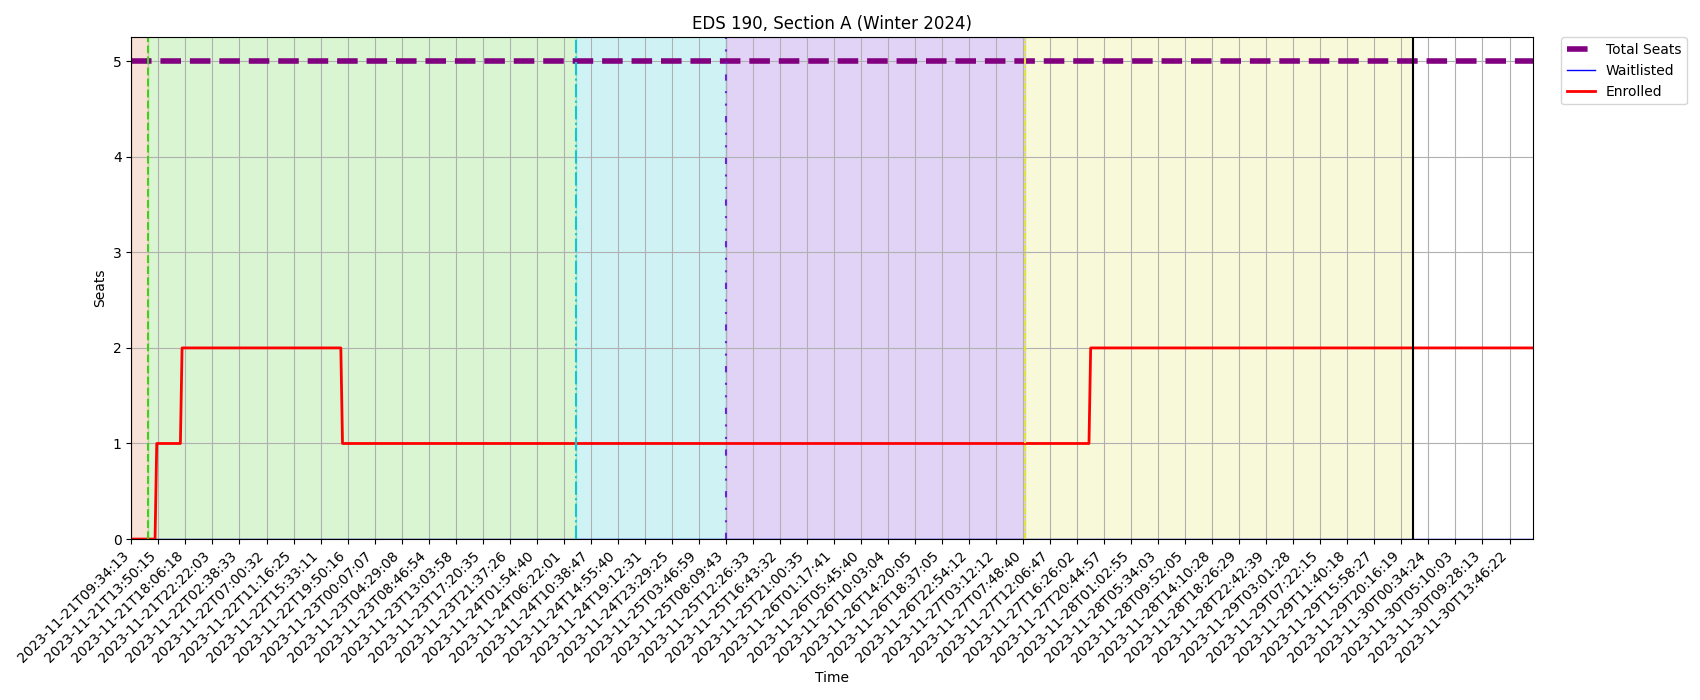 EDS 190, Section A (Winter 2024)
Total Seats
Waitlisted
Enrolled
5
4
3
2
1
0
Seats
2023-11-21T09:34:13
2023-11-21T13:50:15
2023-11-21T18:06:18
2023-11-21T22:22:03
2023-11-22T02:38:33
2023-11-22T07:00:32
2023-11-22T11:16:25
2023-11-22T15:33:11
2023-11-22T19:50:16
2023-11-23T00:07:07
2023-11-23T04:29:08
2023-11-23T08:46:54
2023-11-23T13:03:58
2023-11-23T17:20:35
2023-11-23T21:37:26
2023-11-24T01:54:40
2023-11-24T06:22:01
2023-11-24T10:38:47
2023-11-24T14:55:40
2023-11-24T19:12:31
2023-11-24T23:29:25
2023-11-25T03:46:59
2023-11-25T08:09:43
2023-11-25T12:26:33
2023-11-25T16:43:32
2023-11-25T21:00:35
2023-11-26T01:17:41
2023-11-26T05:45:40
2023-11-26T10:03:04
2023-11-26T14:20:05
2023-11-26T18:37:05
2023-11-26T22:54:12
2023-11-27T03:12:12
2023-11-27T07:48:40
2023-11-27T12:06:47
2023-11-27T16:26:02
2023-11-27T20:44:57
2023-11-28T01:02:55
2023-11-28T05:34:03
2023-11-28T09:52:05
2023-11-28T14:10:28
2023-11-28T18:26:29
2023-11-28T22:42:39
2023-11-29T03:01:28
2023-11-29T07:22:15
2023-11-29T11:40:18
2023-11-29T15:58:27
2023-11-29T20:16:19
2023-11-30T00:34:24
2023-11-30T05:10:03
2023-11-30T09:28:13
2023-11-30T13:46:22
Time